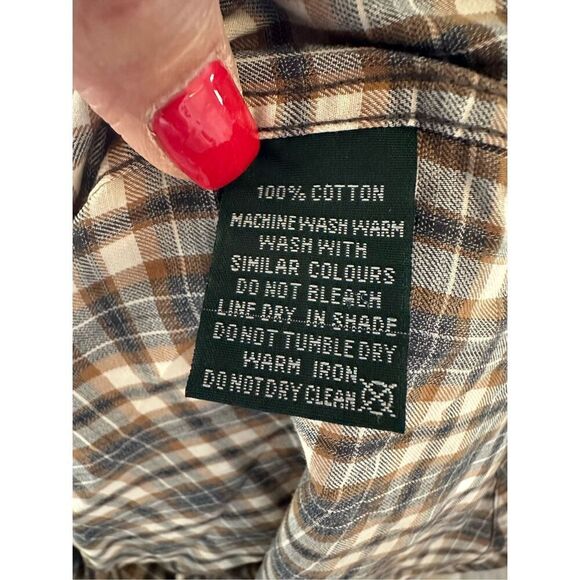 100% COTTON
MACHINE WASH WARM
WASH WITH
SIMILAR COLOURS
DO NOT BLEACH
LINE DRY IN SHADE
DO NOT TUMBLE DRY
WARM IRON
DO NOT DRY CLEAN